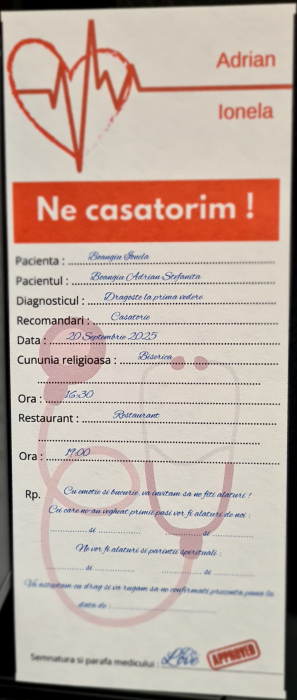 Adrian
Ionela
Ne casatorim !
Pacienta : Boangiu Ionela
Pacientul : Boangiu Adrian Stefanita
Diagnosticul : Dragoste la prima vedere
Recomandari : Casatorie
Data : 20 Septembrie 2025
Cununia religioasa : Biserica
Ora : 16:30
Restaurant : Restaurant
Ora : 19:00
Rp. Cu emotie si bucurie, va invitam sa ne fiti alaturi !
Cei care ne-au vegheat primii pasi vor fi alaturi de noi :
si si
Ne vor fi alaturi si parintii spirituali :
si si
Va asteptam cu drag si va rugam sa ne confirmati prezenta pana la
data de :
Semnatura si parafa medicului : Love APPROVED